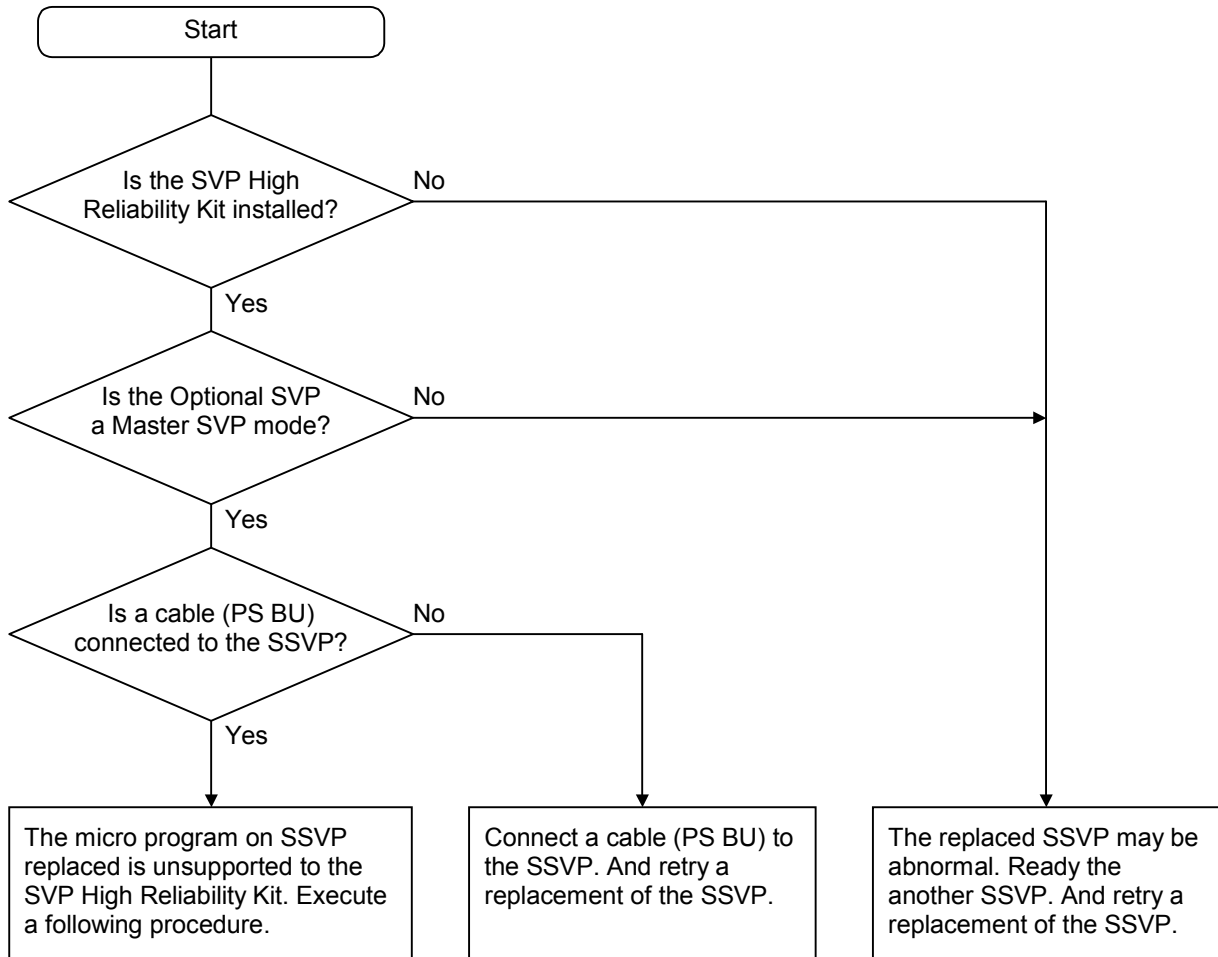 Start
Is the SVP High
Reliability Kit installed?
No
Yes
Is the Optional SVP
a Master SVP mode?
No
Yes
Is a cable (PS BU)
connected to the SSVP?
No
Yes
The micro program on SSVP
replaced is unsupported to the
SVP High Reliability Kit. Execute
a following procedure.
Connect a cable (PS BU) to
the SSVP. And retry a
replacement of the SSVP.
The replaced SSVP may be
abnormal. Ready the
another SSVP. And retry a
replacement of the SSVP.